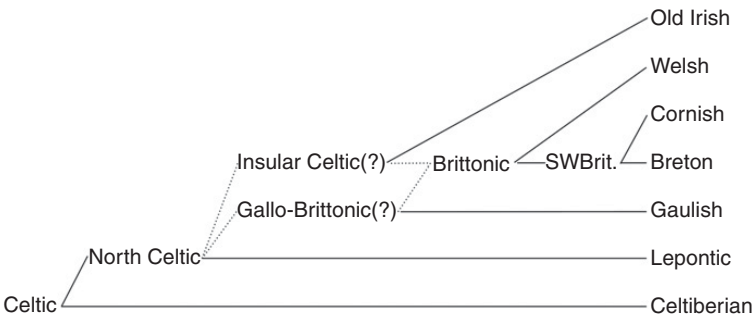 Old Irish
Welsh
Cornish
Insular Celtic(?) Brittonic SWBrit. Breton
Gallo-Brittonic(?) Gaulish
North Celtic Lepontic
Celtic Celtiberian